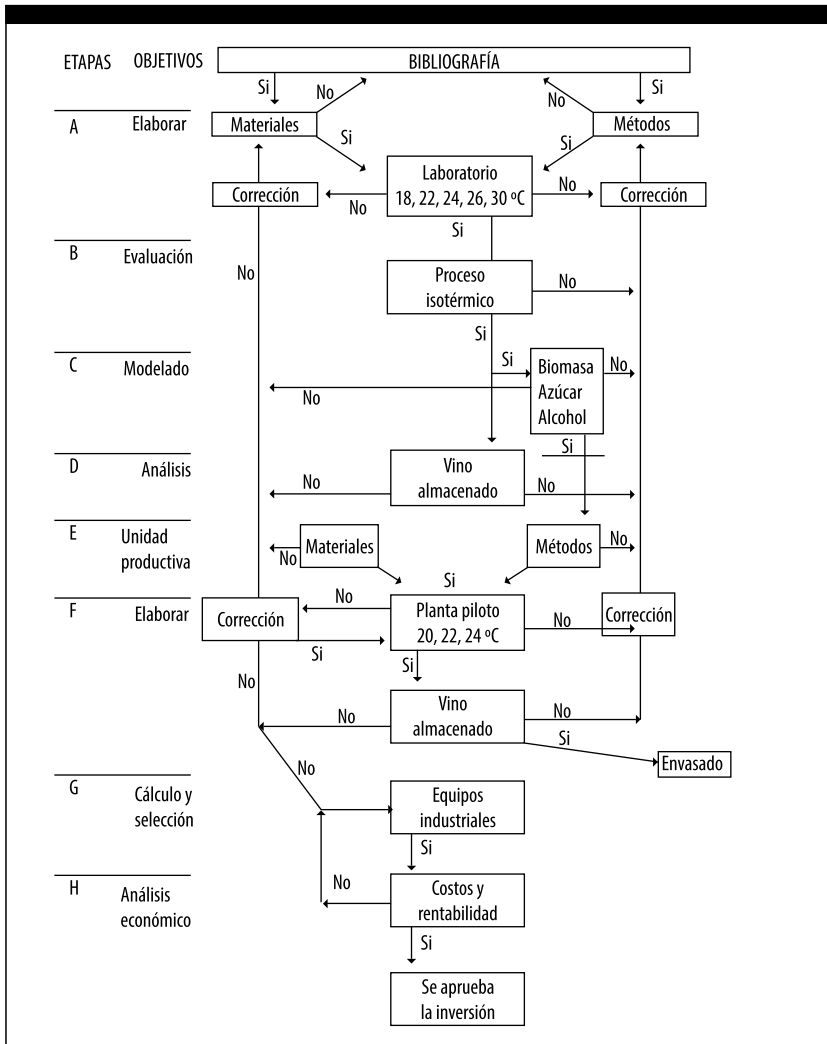 ETAPAS OBJETIVOS BIBLIOGRAFÍA
Si No No Si
A Elaborar Materiales Métodos
Si Si
Laboratorio
18, 22, 24, 26, 30 ºC
Corrección No No Corrección
Si
B Evaluación
No
Proceso
isotérmico
No
Si
C Modelado
Si
Biomasa
Azúcar
Alcohol
No
No
Si
D Análisis
Vino
almacenado
No No
E Unidad
productiva
Materiales Métodos
No No
Si
F Elaborar
Corrección
No
Planta piloto
20, 22, 24 ºC
No
Corrección
Si
Si
No
Vino
almacenado
No No
Si
Envasado
No
G Cálculo y
selección
Equipos
industriales
Si
H Análisis
económico
No
Costos y
rentabilidad
Si
Se aprueba
la inversión